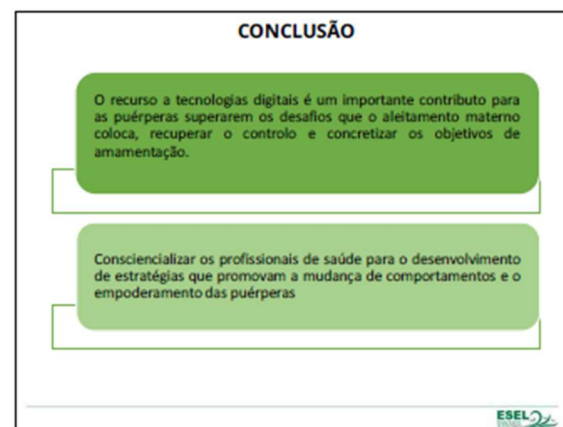 CONCLUSÃO
O recurso a tecnologias digitais é um importante contributo para
as puérperas superarem os desafios que o aleitamento materno
coloca, recuperar o controlo e concretizar os objetivos de
amamentação.
Consciencializar os profissionais de saúde para o desenvolvimento
de estratégias que promovam a mudança de comportamentos e o
empoderamento das puérperas
ESEL